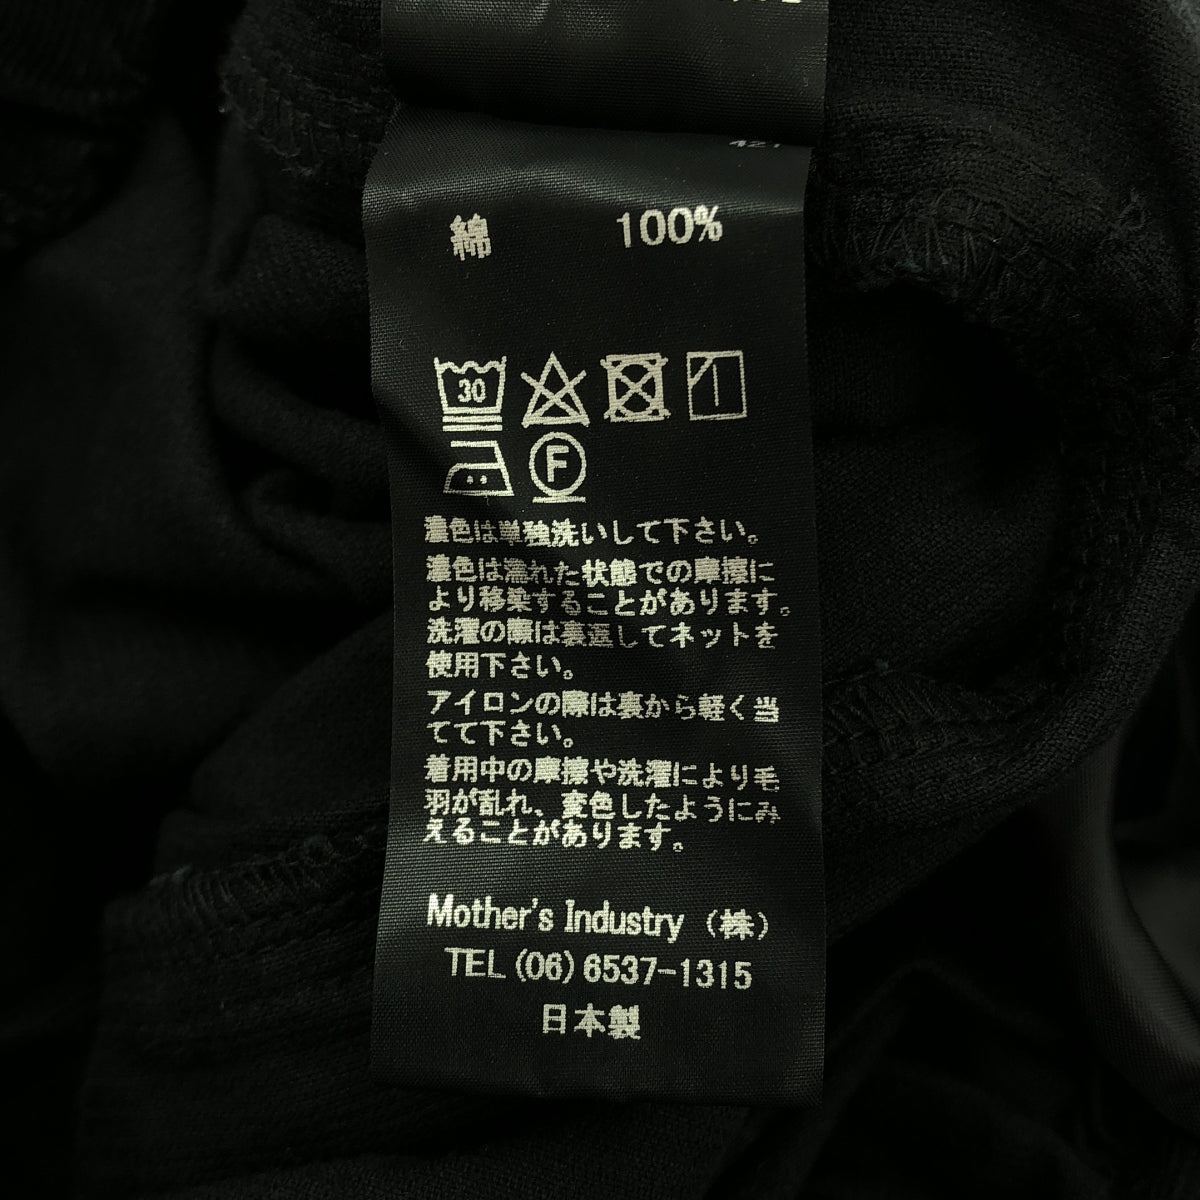 綿 100%
30
F
濃色は単独洗いして下さい。
濃色は濡れた状態での摩擦に
より移染することがあります。
洗濯の際は裏返してネットを
使用下さい。
アイロンの際は裏から軽く当
てて下さい。
着用中の摩擦や洗濯により毛
羽が乱れ、変色したようにみ
えることがあります。
Mother's Industry（株）
TEL(06)6537-1315
日本製